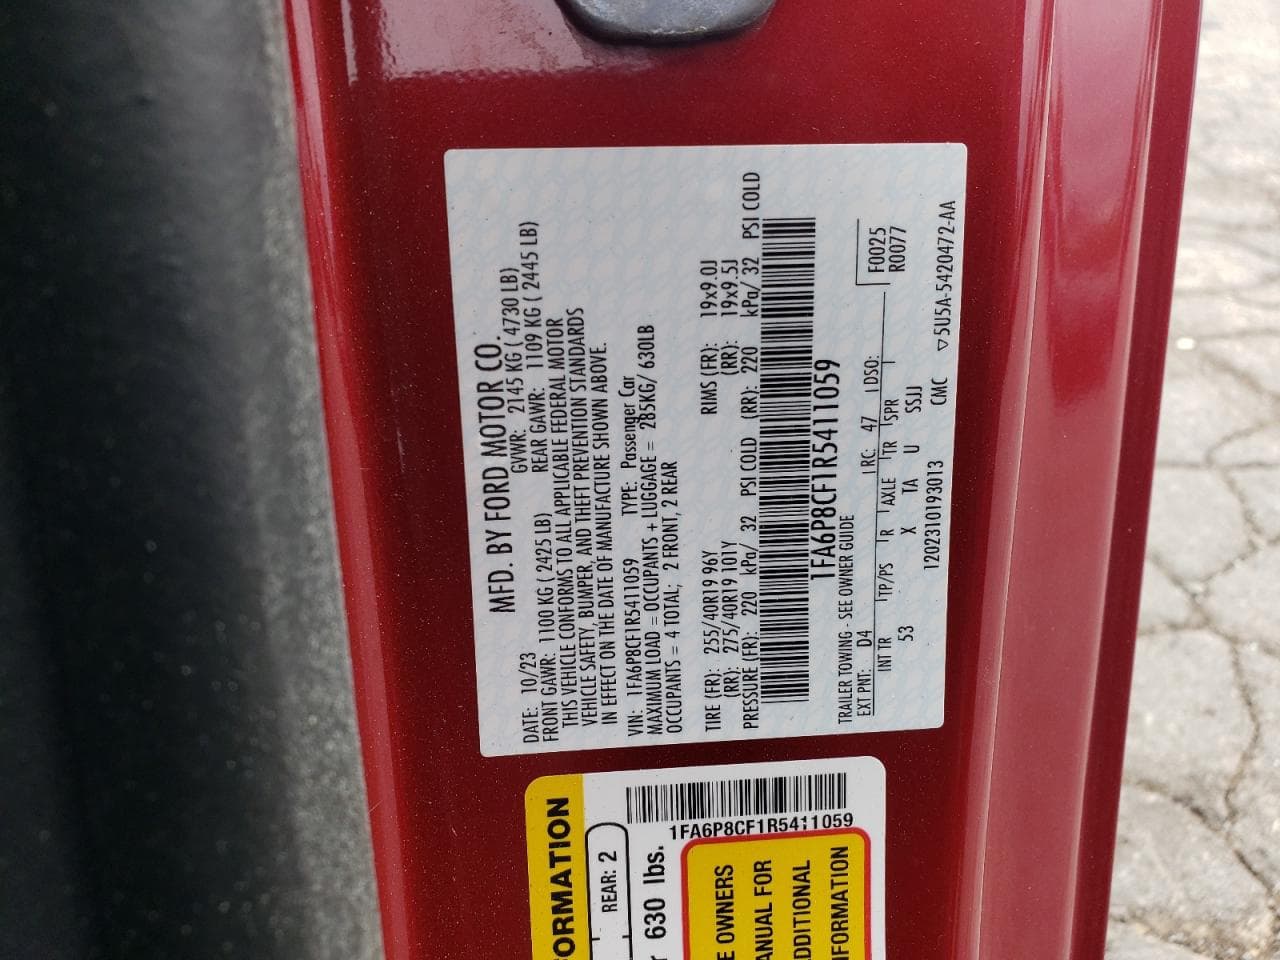 MFD. BY FORD MOTOR CO.
DATE: 10/23 GVWR: 2145 KG ( 4730 LB)
FRONT GAWR: 1100 KG ( 2425 LB) REAR GAWR: 1109 KG ( 2445 LB)
THIS VEHICLE CONFORMS TO ALL APPLICABLE FEDERAL MOTOR
VEHICLE SAFETY, BUMPER, AND THEFT PREVENTION STANDARDS
IN EFFECT ON THE DATE OF MANUFACTURE SHOWN ABOVE.
VIN: 1FA6P8CF1R5411059 TYPE: Passenger Car
MAXIMUM LOAD = OCCUPANTS + LUGGAGE = 285KG/ 630LB
OCCUPANTS = 4 TOTAL; 2 FRONT, 2 REAR
TIRE (FR): 255/40R19 96Y RIMS (FR): 19x9.0J
(RR): 275/40R19 101Y (RR): 19x9.5J
PRESSURE (FR): 220 kPa/ 32 PSI COLD (RR): 220 kPa/ 32 PSI COLD
1FA6P8CF1R5411059
TRAILER TOWING - SEE OWNER GUIDE F0025
EXT PNT: D4 RC: 47 DSO: R0077
INT TR TP/PS R AXLE TR SPR
53 X TA U SSJJ
1202310193013 CMC ▽5U5A-5420472-AA
ORMATION
REAR: 2
630 lbs.
1FA6P8CF1R5411059
E OWNERS
ANUAL FOR
DDITIONAL
NFORMATION